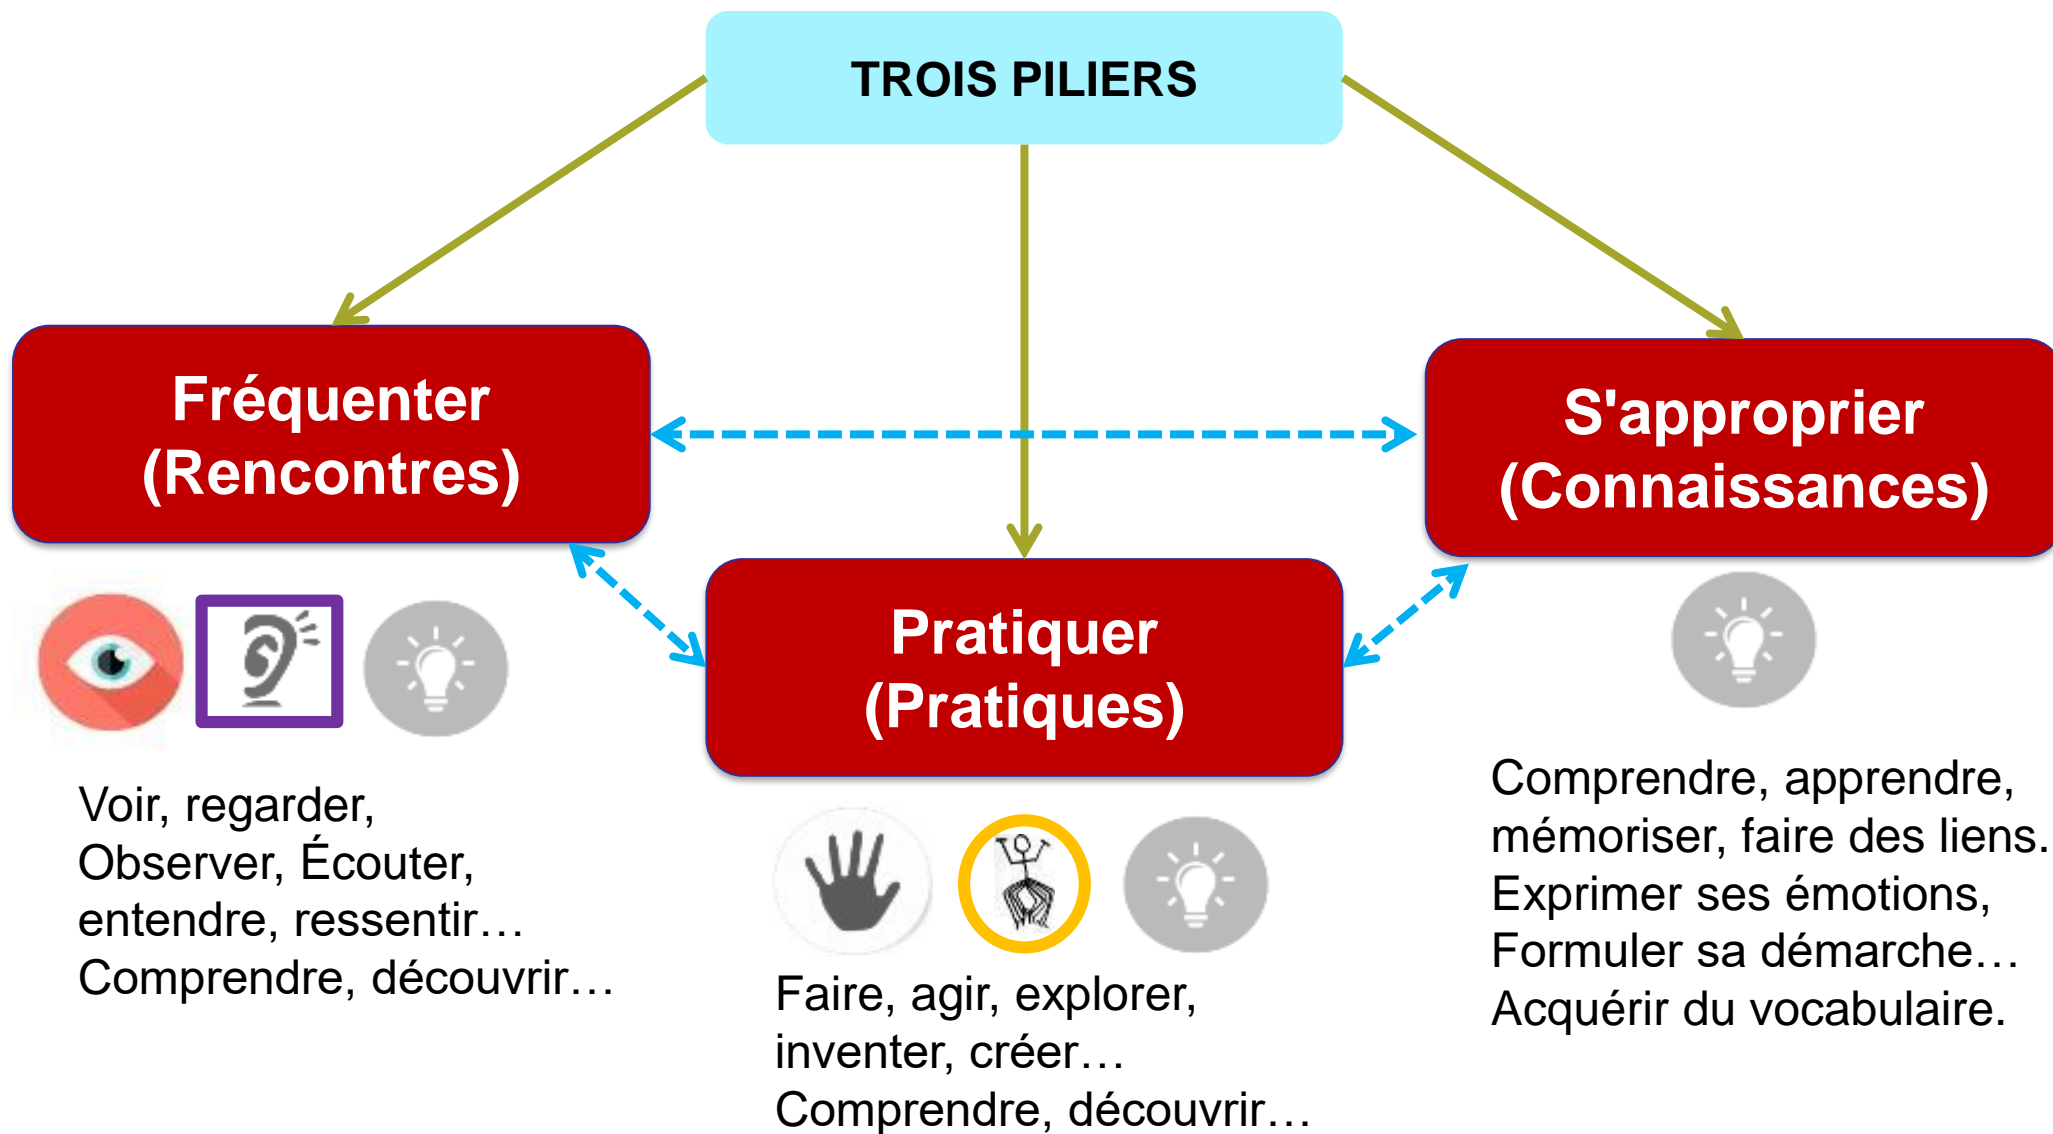 TROIS PILIERS
Fréquenter
(Rencontres)
S'approprier
(Connaissances)
Pratiquer
(Pratiques)
Voir, regarder,
Observer, Écouter,
entendre, ressentir…
Comprendre, découvrir…
Faire, agir, explorer,
inventer, créer…
Comprendre, découvrir…
Comprendre, apprendre,
mémoriser, faire des liens.
Exprimer ses émotions,
Formuler sa démarche…
Acquérir du vocabulaire.